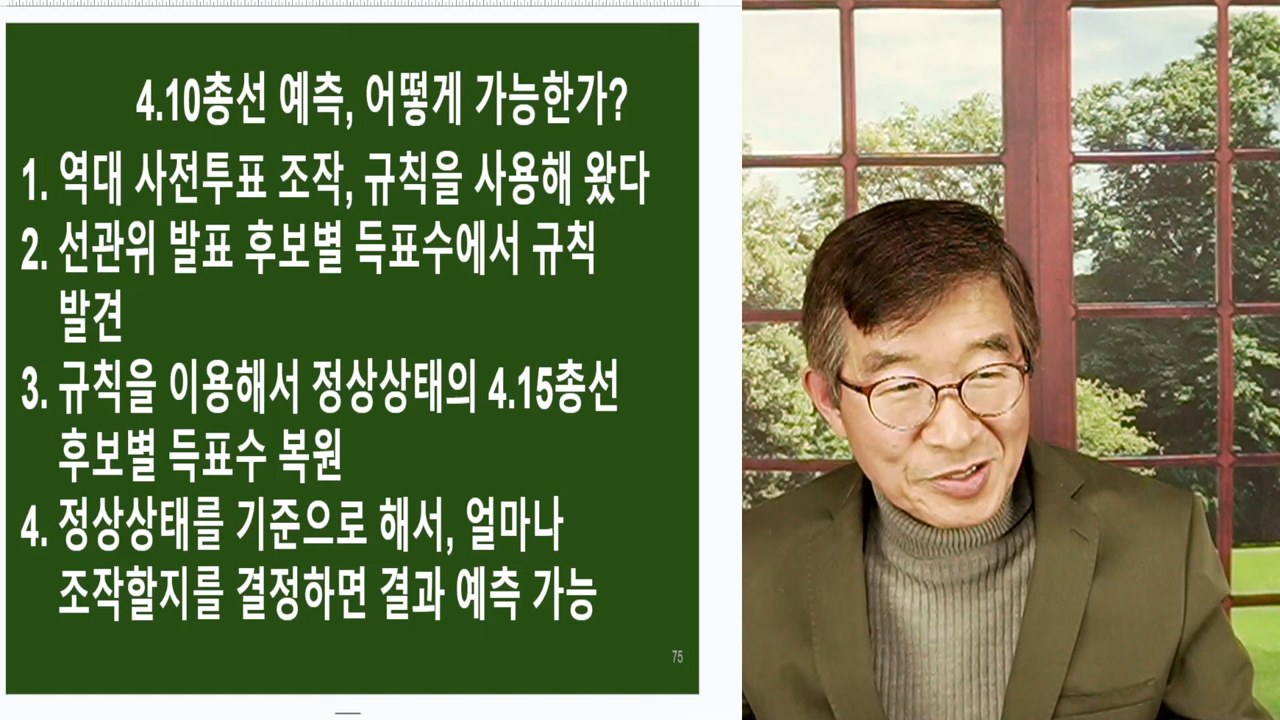 4.10총선 예측, 어떻게 가능한가?
1. 역대 사전투표 조작, 규칙을 사용해 왔다
2. 선관위 발표 후보별 득표수에서 규칙
발견
3. 규칙을 이용해서 정상상태의 4.15총선
후보별 득표수 복원
4. 정상상태를 기준으로 해서, 얼마나
조작할지를 결정하면 결과 예측 가능
75